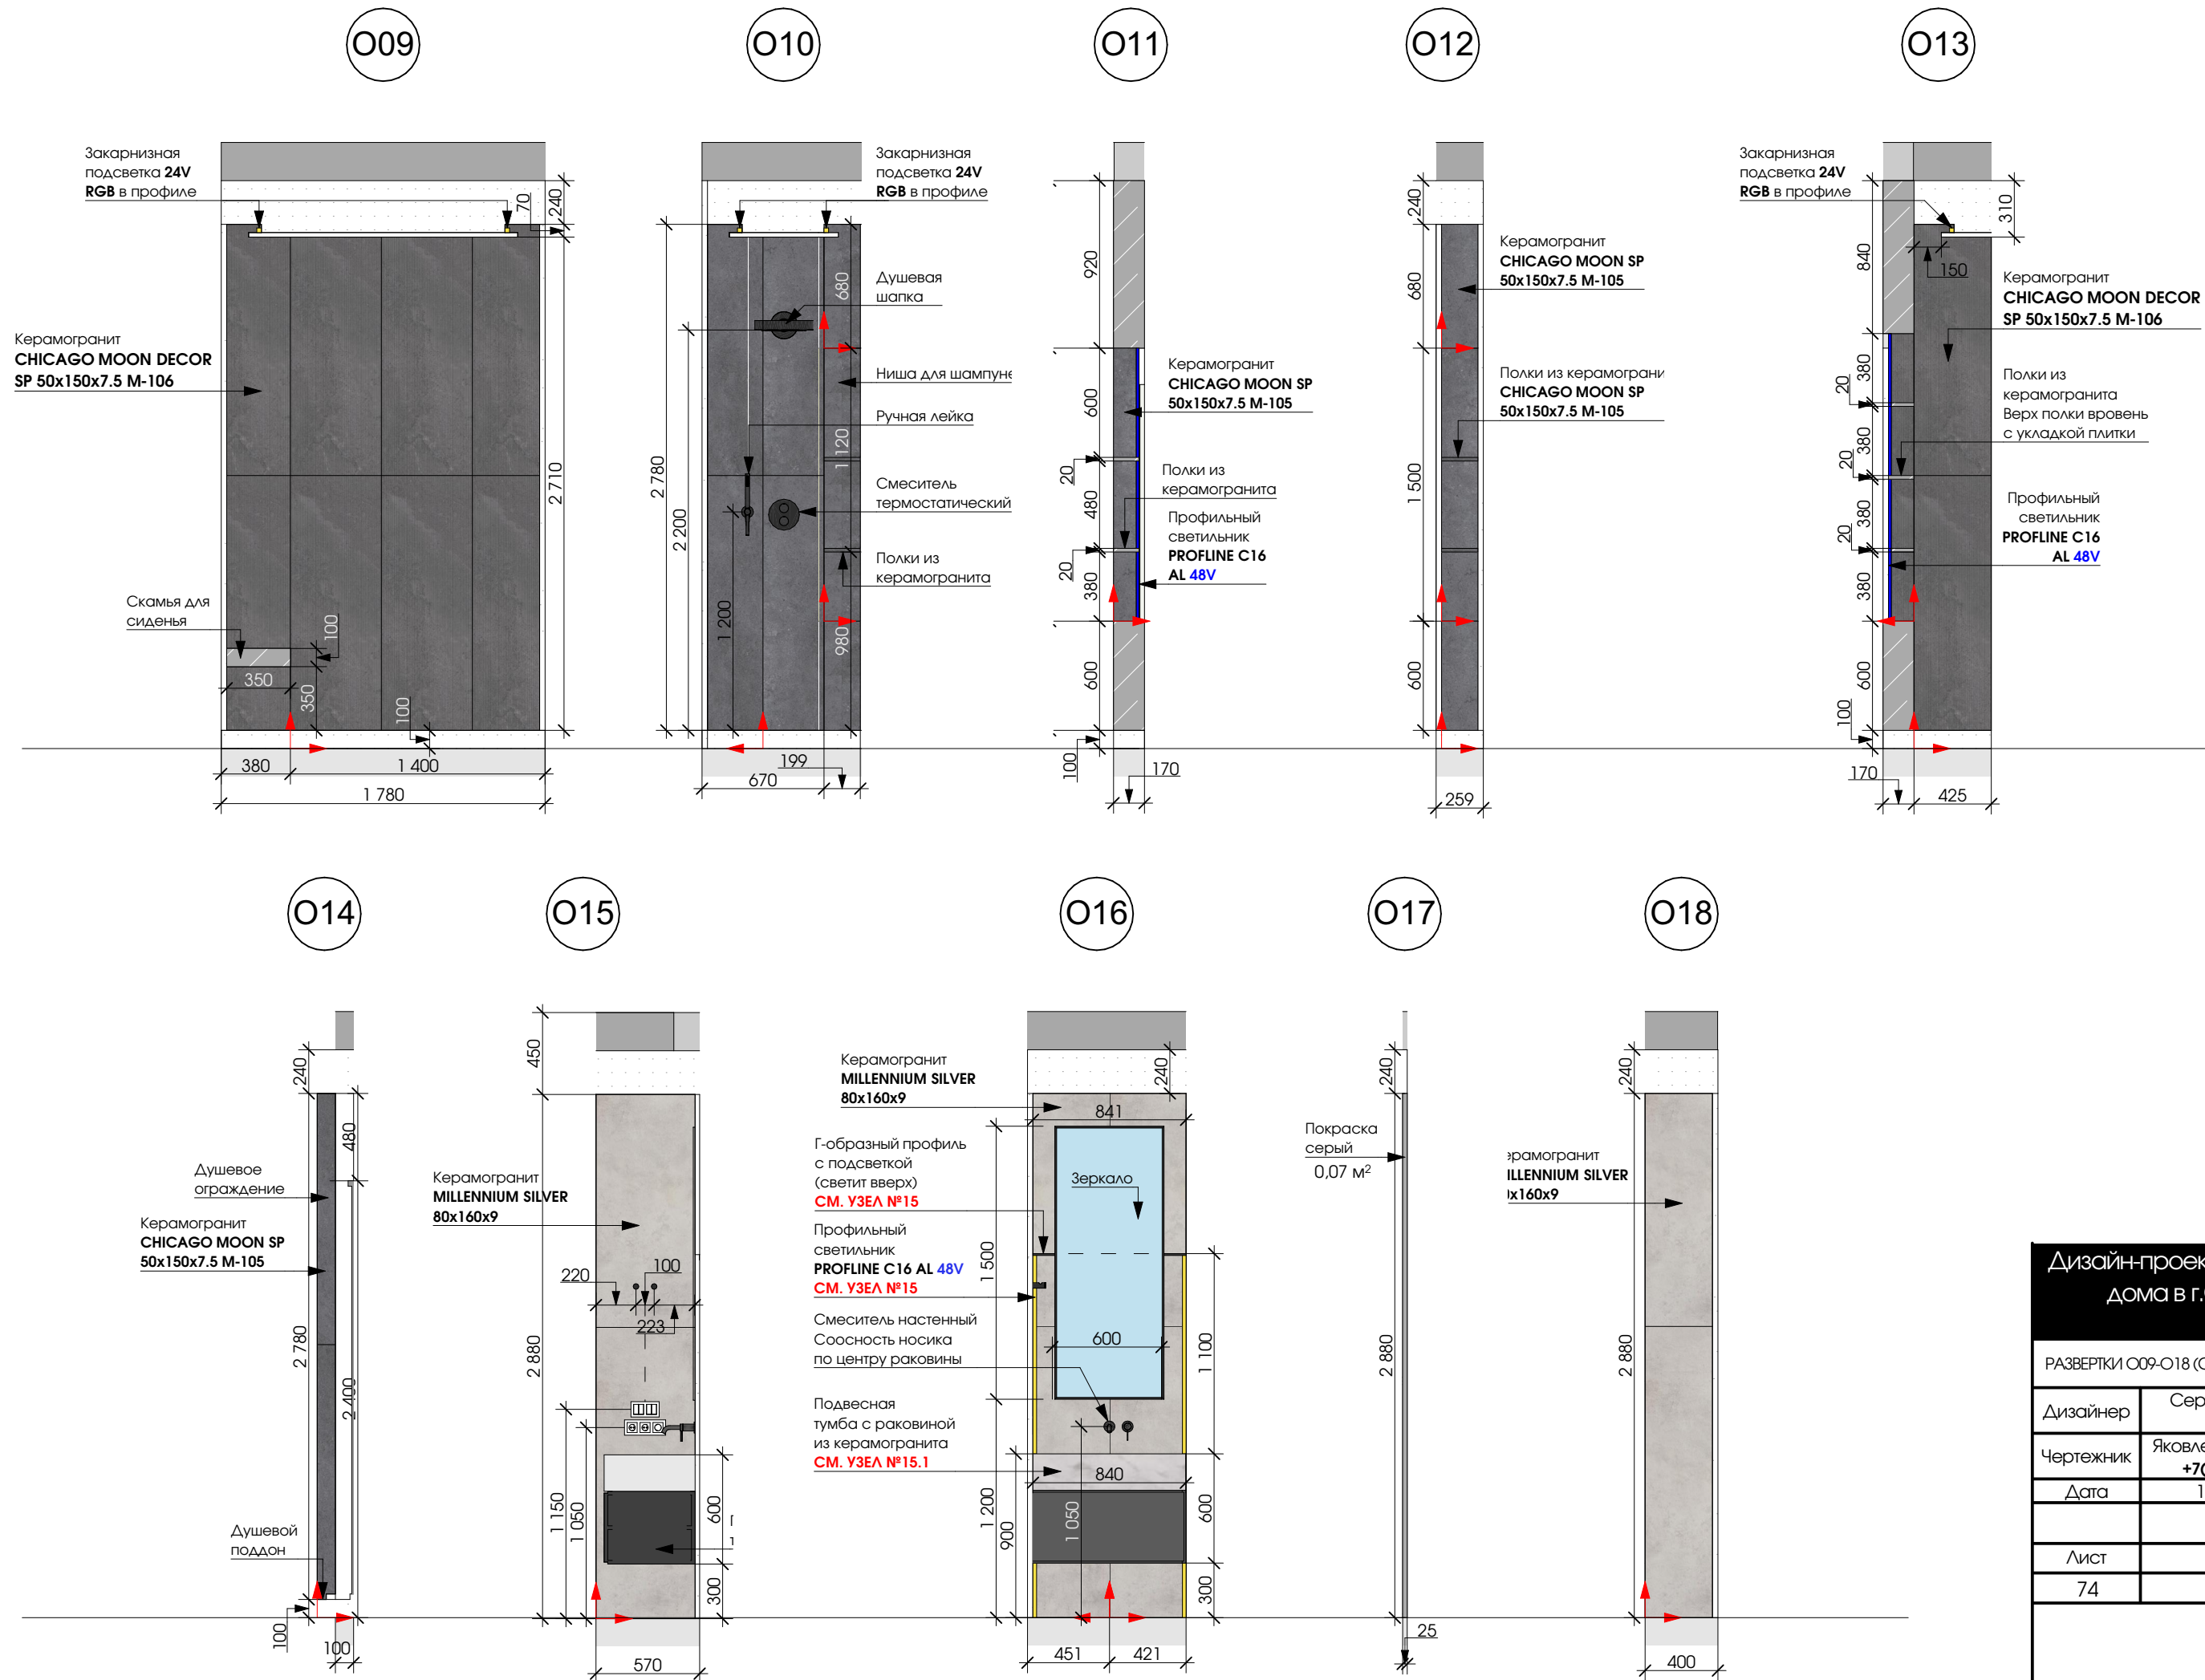 O09
O10
O11
O12
O13
Закарнизная
подсветка 24V
RGB в профиле
Керамогранит
CHICAGO MOON DECOR
SP 50x150x7.5 M-106
Скамья для
сиденья
350
100
350
100
70
240
2 710
380
1 400
1 780
Закарнизная
подсветка 24V
RGB в профиле
Душевая
шапка
Ниша для
Ручная лейка
Смеситель
термостатический
Полки из
керамогранита
2 780
2 200
1 200
680
1 120
980
199
670
920
600
20
480
20
380
600
100
170
Керамогранит
CHICAGO MOON SP
50x150x7.5 M-105
Полки из
керамогранита
Профильный
светильник
PROFLINE C16
AL 48V
240
680
1 500
600
259
Керамогранит
CHICAGO MOON SP
50x150x7.5 M-105
Полки из
CHICAGO MOON SP
50x150x7.5 M-105
Закарнизная
подсветка 24V
RGB в профиле
840
380
20
380
20
380
20
380
600
100
170
425
310
150
Керамогранит
CHICAGO MOON DECOR
SP 50x150x7.5 M-106
Полки из
керамогранита
Верх полки вровень
с укладкой плитки
Профильный
светильник
PROFLINE C16
AL 48V
O14
O15
O16
O17
O18
240
480
2 780
2 400
100
100
Душевое
ограждение
Керамогранит
CHICAGO MOON SP
50x150x7.5 M-105
Душевой
поддон
450
2 880
Керамогранит
MILLENNIUM SILVER
80x160x9
220
100
223
1 150
1 050
600
300
570
Керамогранит
MILLENNIUM SILVER
80x160x9
Г-образный профиль
с подсветкой
(светит вверх)
СМ. УЗЕЛ №15
Профильный
светильник
PROFLINE C16 AL 48V
СМ. УЗЕЛ №15
Смеситель настенный
Соосность носика
по центру раковины
Подвесная
тумба с раковиной
из керамогранита
СМ. УЗЕЛ №15.1
240
841
Зеркало
1 500
600
1 100
840
1 200
900
1 050
600
300
451
421
Покраска
серый
0,07 м²
240
2 880
25
MILLENNIUM SILVER
240
2 880
400
Дизайн-проек
дома в г.
РАЗВЕРТКИ O09-O18
Дизайнер
Сер
Чертежник
Яковле
+7(
Дата
1
Лист
74